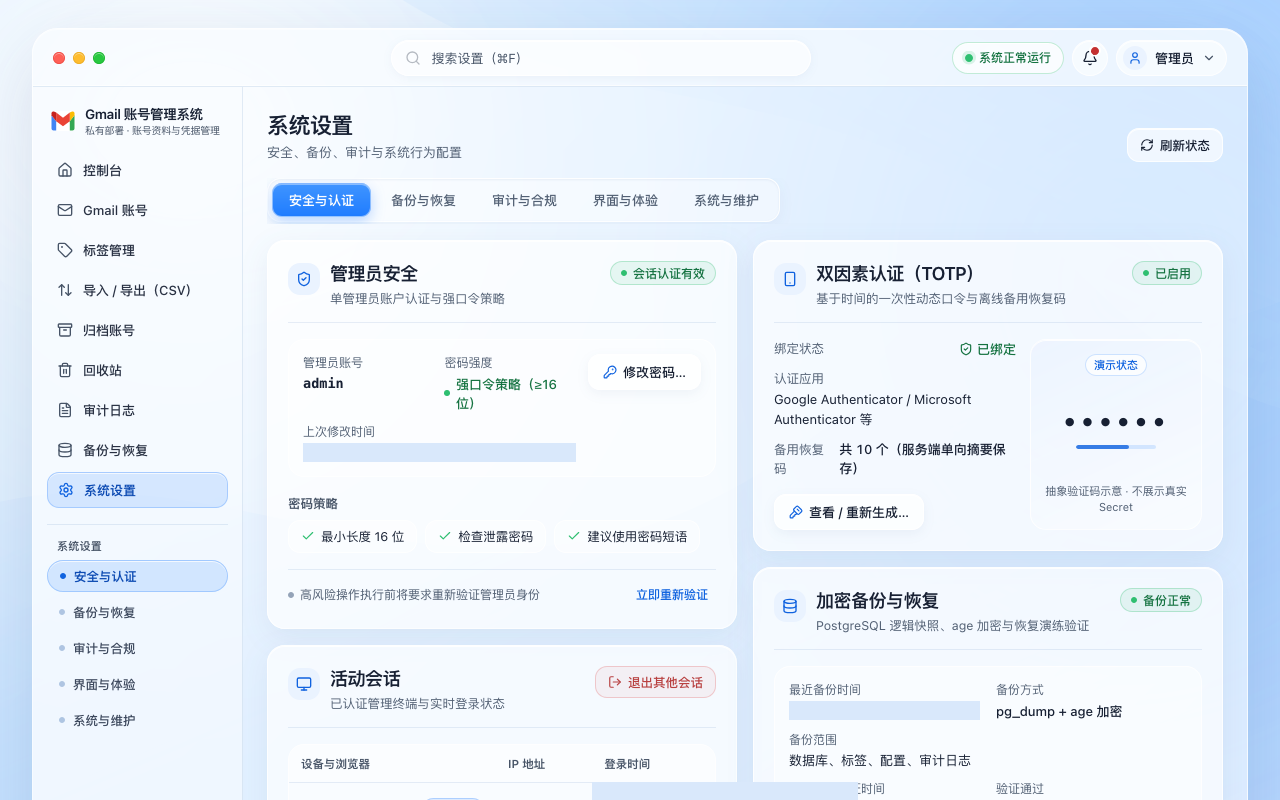 搜索设置（⌘F）
系统正常运行
管理员
Gmail 账号管理系统
私有部署 · 账号资料与凭据管理
控制台
Gmail 账号
标签管理
导入 / 导出（CSV）
归档账号
回收站
审计日志
备份与恢复
系统设置
系统设置
安全与认证
备份与恢复
审计与合规
界面与体验
系统与维护
系统设置
安全、备份、审计与系统行为配置
刷新状态
安全与认证
备份与恢复
审计与合规
界面与体验
系统与维护
管理员安全
单管理员账户认证与强口令策略
会话认证有效
管理员账号
admin
密码强度
强口令策略（≥16
位）
修改密码...
上次修改时间
密码策略
最小长度 16 位
检查泄露密码
建议使用密码短语
高风险操作执行前将要求重新验证管理员身份
立即重新验证
活动会话
已认证管理终端与实时登录状态
退出其他会话
设备与浏览器
IP 地址
登录时间
双因素认证（TOTP）
基于时间的一次性动态口令与离线备用恢复码
已启用
绑定状态
已绑定
认证应用
Google Authenticator / Microsoft
Authenticator 等
备用恢复
码
共 10 个（服务端单向摘要保
存）
查看 / 重新生成...
演示状态
抽象验证码示意 · 不展示真实
Secret
加密备份与恢复
PostgreSQL 逻辑快照、age 加密与恢复演练验证
备份正常
最近备份时间
备份方式
pg_dump + age 加密
备份范围
数据库、标签、配置、审计日志
时间
验证通过